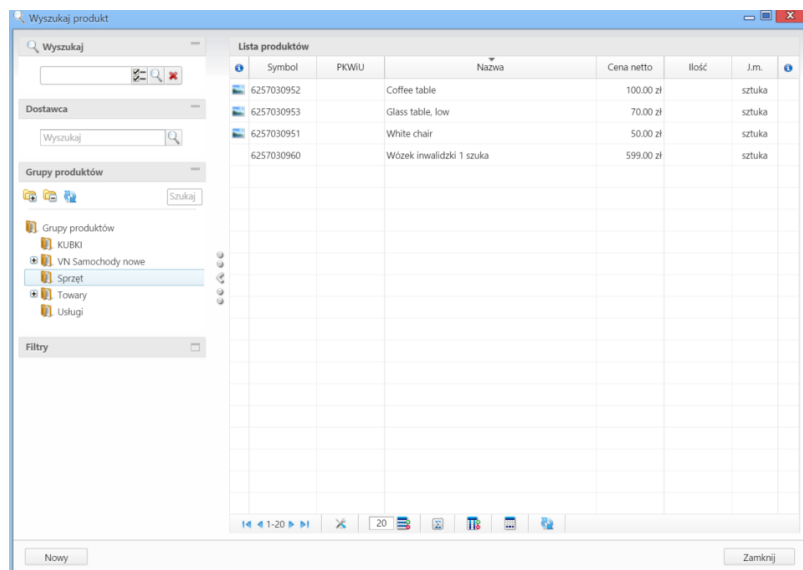 Wyszukaj produkt
Wyszukaj
Dostawca
Wyszukaj
Grupy produktów
Szukaj
Grupy produktów
KUBKI
VN Samochody nowe
Sprzęt
Towary
Usługi
Filtry
Lista produktów
Symbol PKWiU Nazwa Cena netto Ilość J.m.
6257030952 Coffee table 100.00 zł sztuka
6257030953 Glass table, low 70.00 zł sztuka
6257030951 White chair 50.00 zł sztuka
6257030960 Wózek inwalidzki 1 szuka 599.00 zł sztuka
1-20 20
Nowy Zamknij